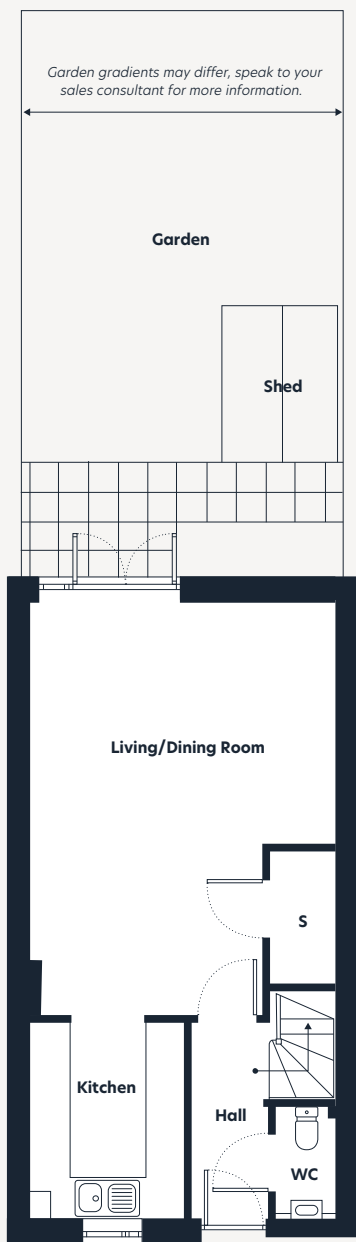 Garden gradients may differ, speak to your
sales consultant for more information.
Garden
Shed
Living/Dining Room
S
Kitchen
Hall
WC